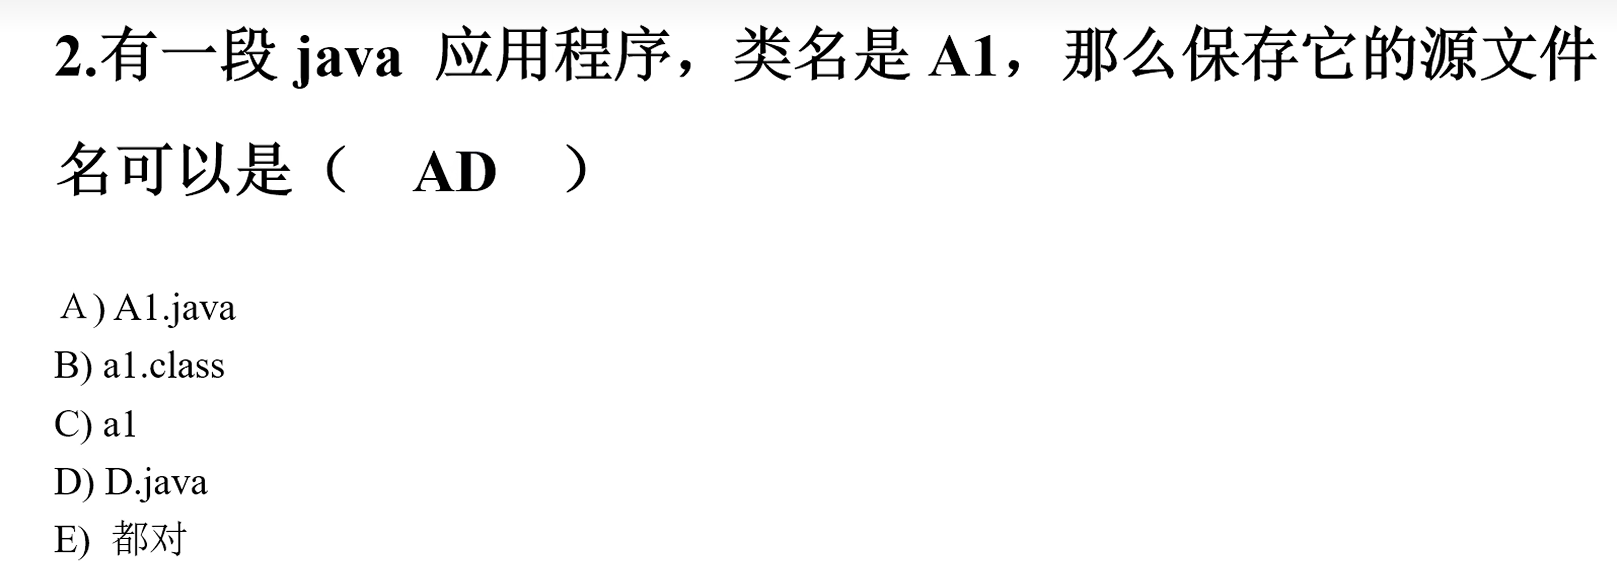 2.有一段 java 应用程序，类名是 A1，那么保存它的源文件
名可以是（ AD ）
A) A1.java
B) a1.class
C) a1
D) D.java
E) 都对